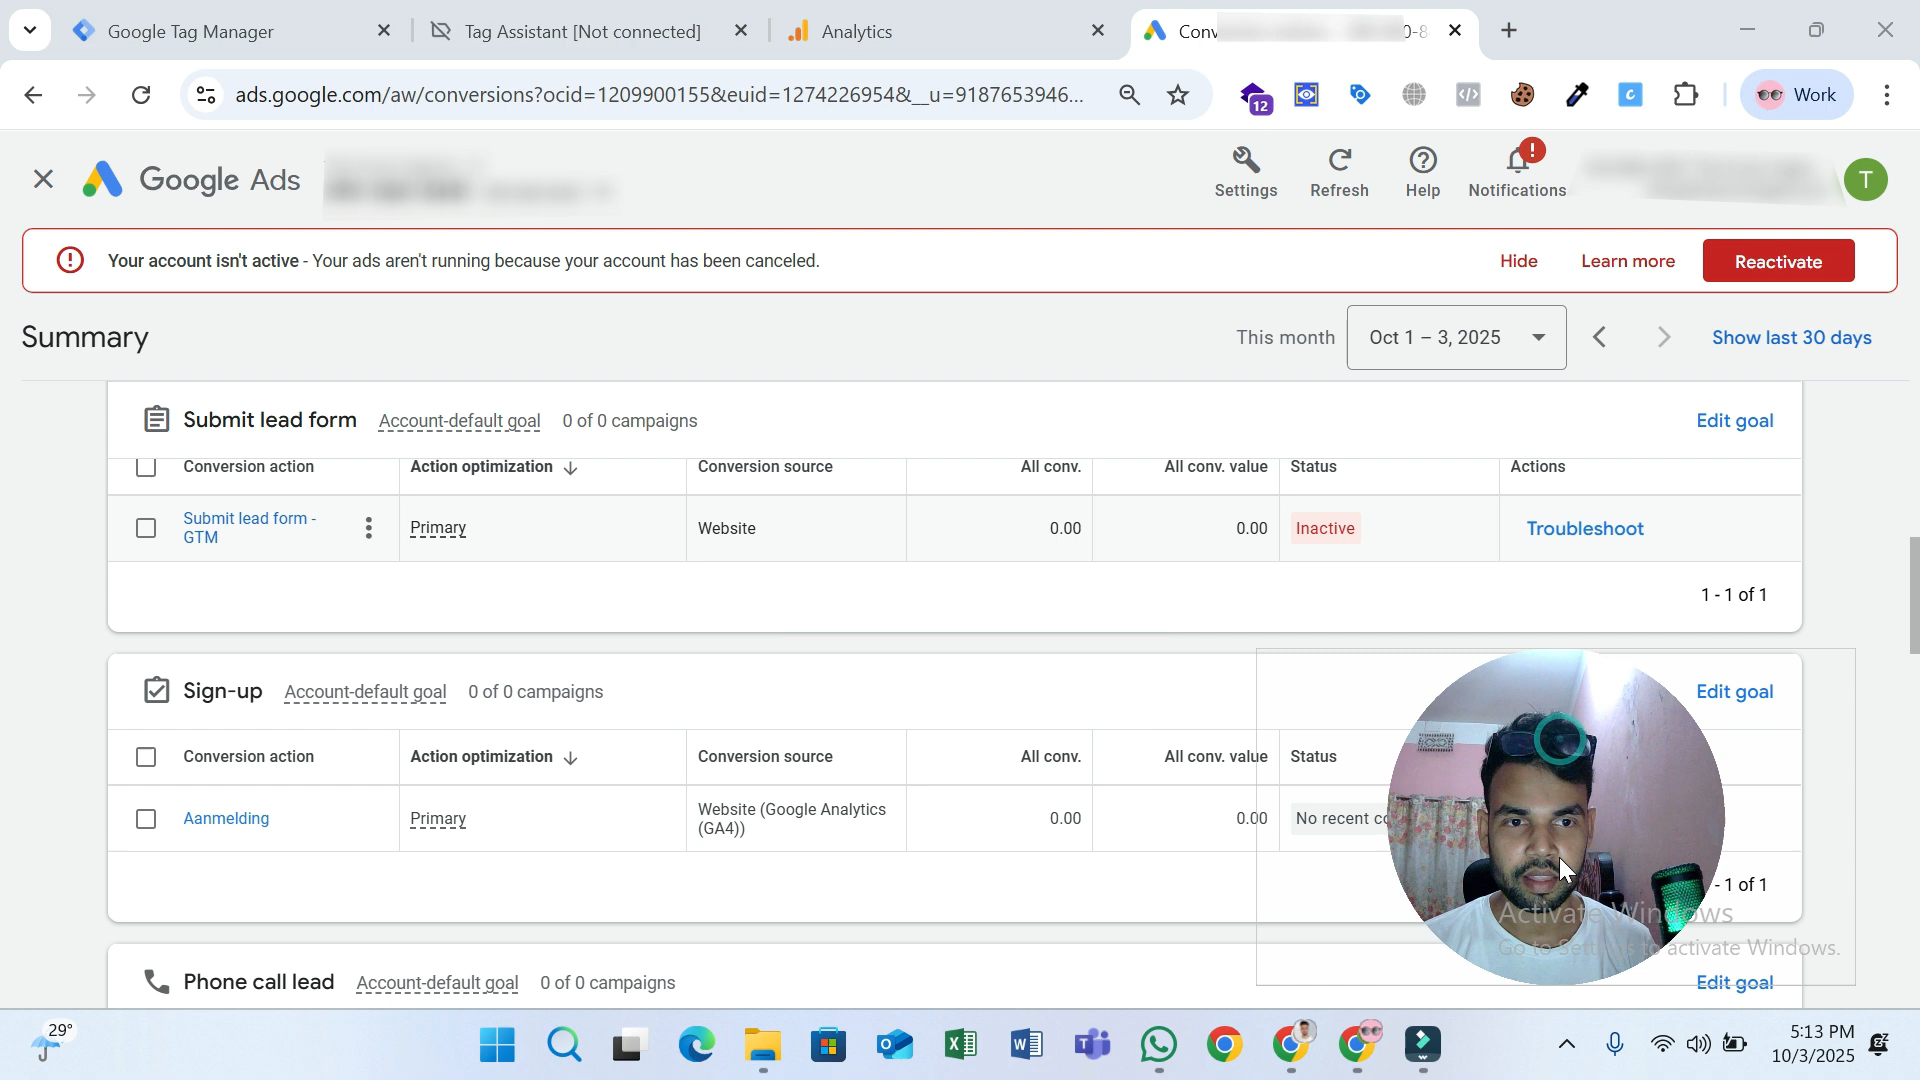 Google Tag Manager
Tag Assistant [Not connected]
Analytics
Conv
0-8
ads.google.com/aw/conversions?ocid=1209900155&euid=1274226954&__u=9187653946...
12
Work
Google Ads
Settings
Refresh
Help
Notifications
T
Your account isn't active - Your ads aren't running because your account has been canceled.
Hide
Learn more
Reactivate
Summary
This month
Oct 1 – 3, 2025
Show last 30 days
Submit lead form
Account-default goal
0 of 0 campaigns
Edit goal
Conversion action
Action optimization
Conversion source
All conv.
All conv. value
Status
Actions
Submit lead form -
GTM
Primary
Website
0.00
0.00
Inactive
Troubleshoot
1 - 1 of 1
Sign-up
Account-default goal
0 of 0 campaigns
Edit goal
Conversion action
Action optimization
Conversion source
All conv.
All conv. value
Status
Aanmelding
Primary
Website (Google Analytics
(GA4))
0.00
0.00
No recent
- 1 of 1
Activate Windows
Go to Settings to activate Windows.
Phone call lead
Account-default goal
0 of 0 campaigns
Edit goal
29°
5:13 PM
10/3/2025